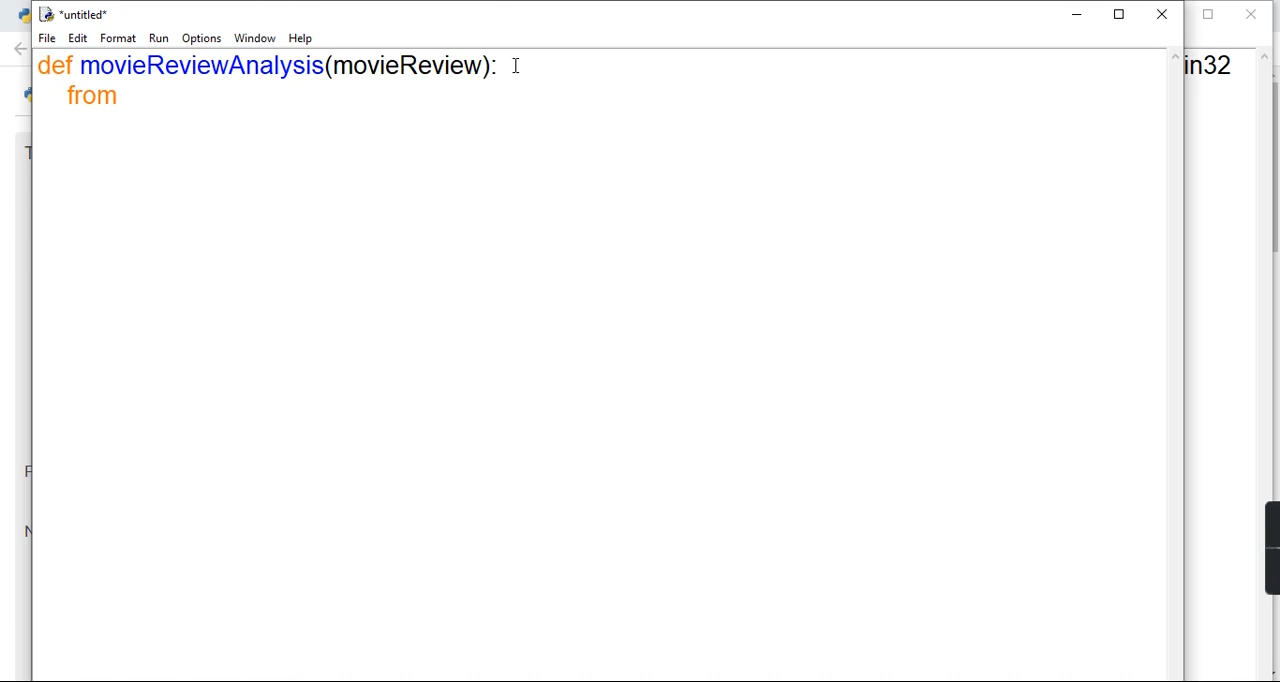 *untitled*
File Edit Format Run Options Window Help
def movieReviewAnalysis(movieReview):
from
in32